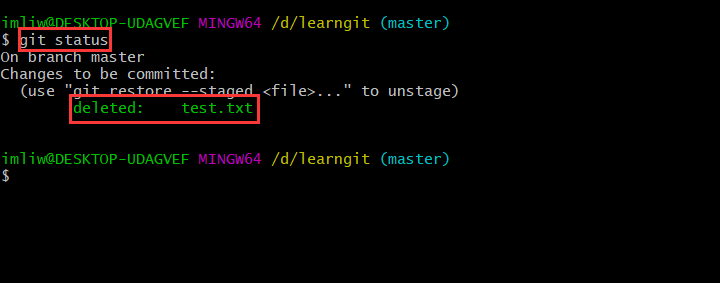 imliw@DESKTOP-UDAGVEF MINGW64 /d/learngit (master)
$ git status
On branch master
Changes to be committed:
  (use "git restore --staged <file>..." to unstage)
        deleted:    test.txt
imliw@DESKTOP-UDAGVEF MINGW64 /d/learngit (master)
$